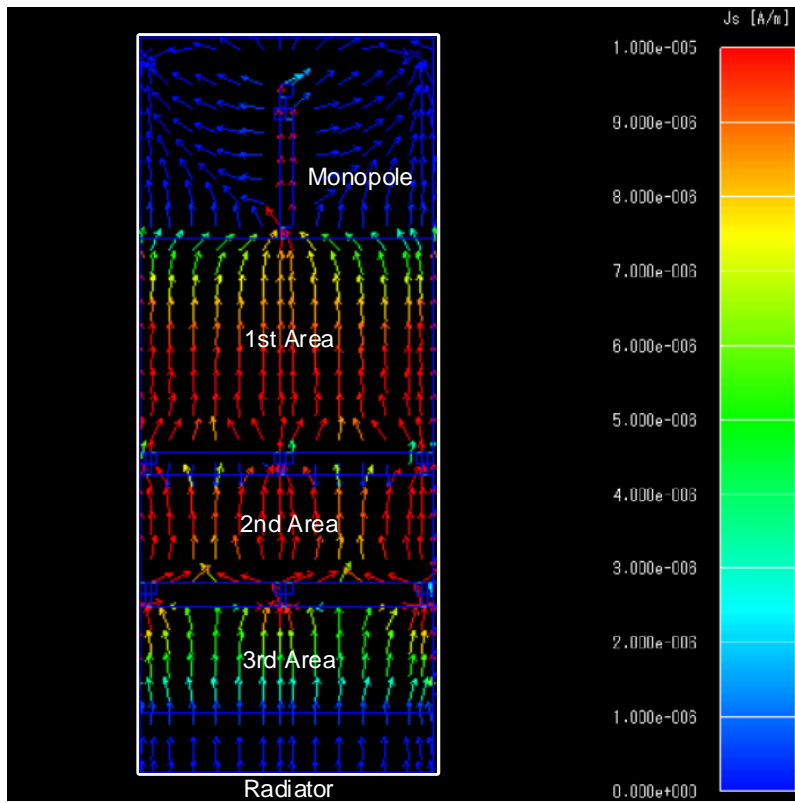 Js [A/m]
1.000e-005
9.000e-006
8.000e-006
7.000e-006
6.000e-006
5.000e-006
4.000e-006
3.000e-006
2.000e-006
1.000e-006
0.000e+000
Monopole
1st Area
2nd Area
3rd Area
Radiator